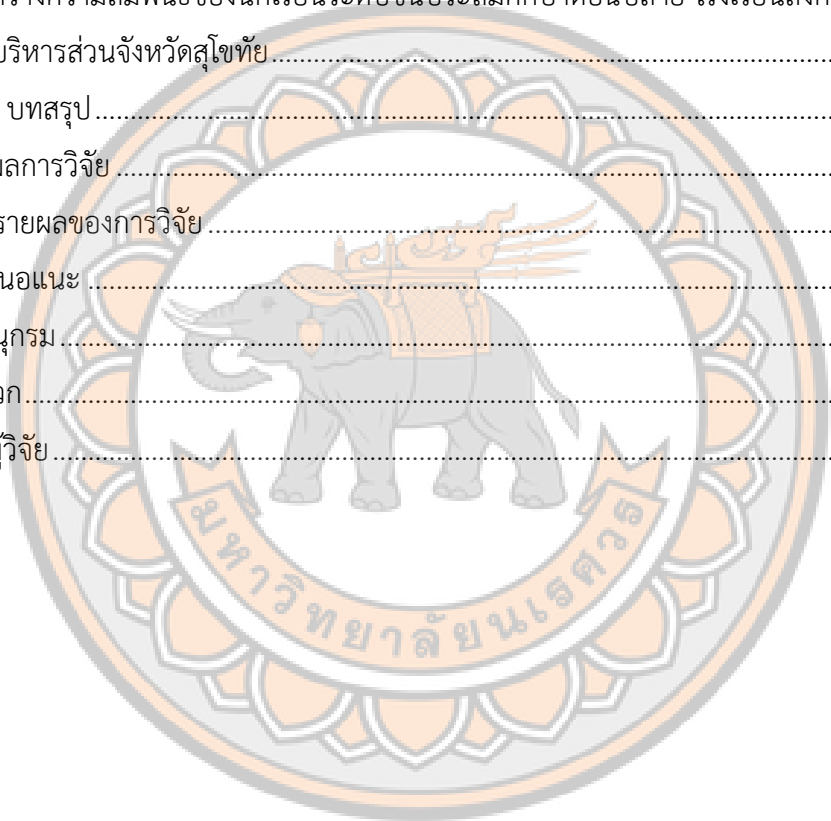 บริหารส่วนจังหวัดสุโขทัย
บทสรุป
ผลการวิจัย
รายผลของการวิจัย
นอแนะ
นุกรม
วก
ผู้วิจัย
มหาวิทยาลัยนเรศวร